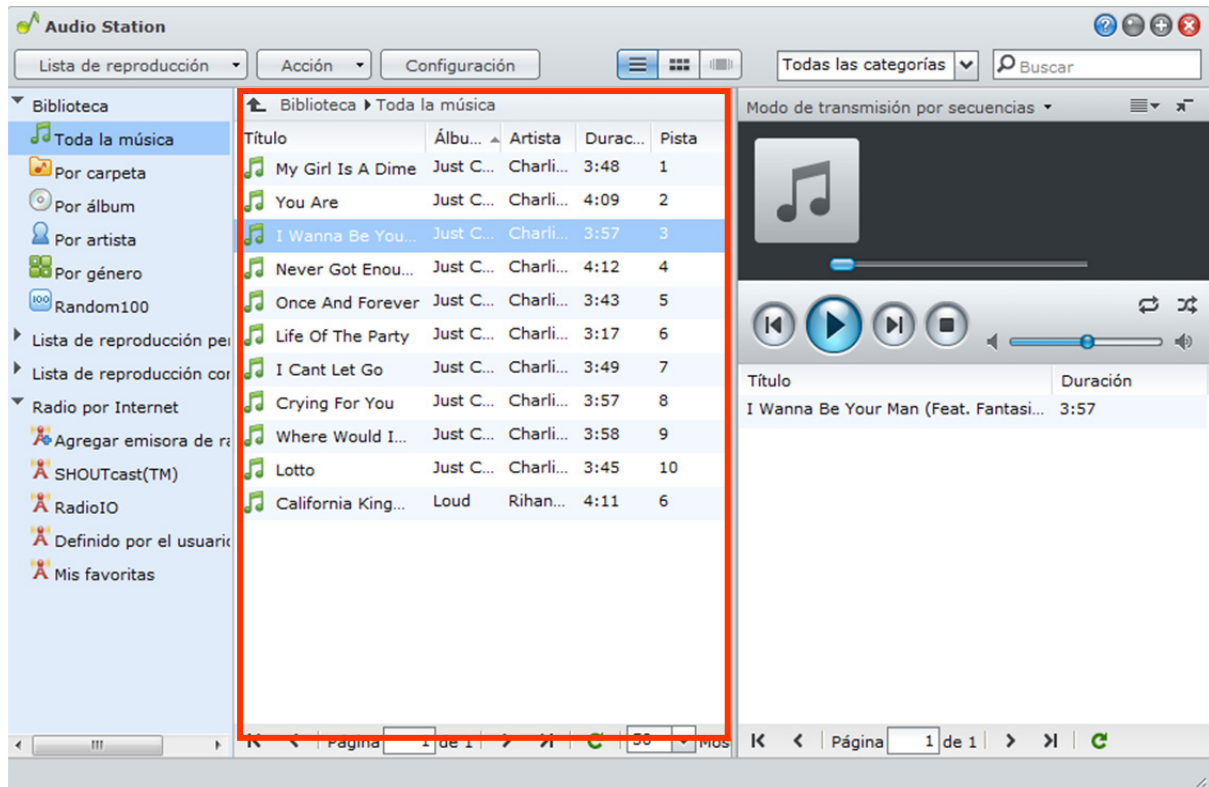 Audio Station
Lista de reproducción Acción Configuración Todas las categorías Buscar
Biblioteca
Toda la música
Por carpeta
Por álbum
Por artista
Por género
100 Random100
Lista de reproducción per
Lista de reproducción cor
Radio por Internet
Agregar emisora de ra
SHOUTcast(TM)
RadioIO
Definido por el usuario
Mis favoritas
Biblioteca Toda la música
Título Álbu... Artista Durac... Pista
My Girl Is A Dime Just C... Charli... 3:48 1
You Are Just C... Charli... 4:09 2
I Wanna Be You... Just C... Charli... 3:57 3
Never Got Enou... Just C... Charli... 4:12 4
Once And Forever Just C... Charli... 3:43 5
Life Of The Party Just C... Charli... 3:17 6
I Cant Let Go Just C... Charli... 3:49 7
Crying For You Just C... Charli... 3:57 8
Where Would I... Just C... Charli... 3:58 9
Lotto Just C... Charli... 3:45 10
California King... Loud Rihan... 4:11 6
Página 1 de 1 50 Mos
Modo de transmisión por secuencias
Título Duración
I Wanna Be Your Man (Feat. Fantasi... 3:57
Página 1 de 1